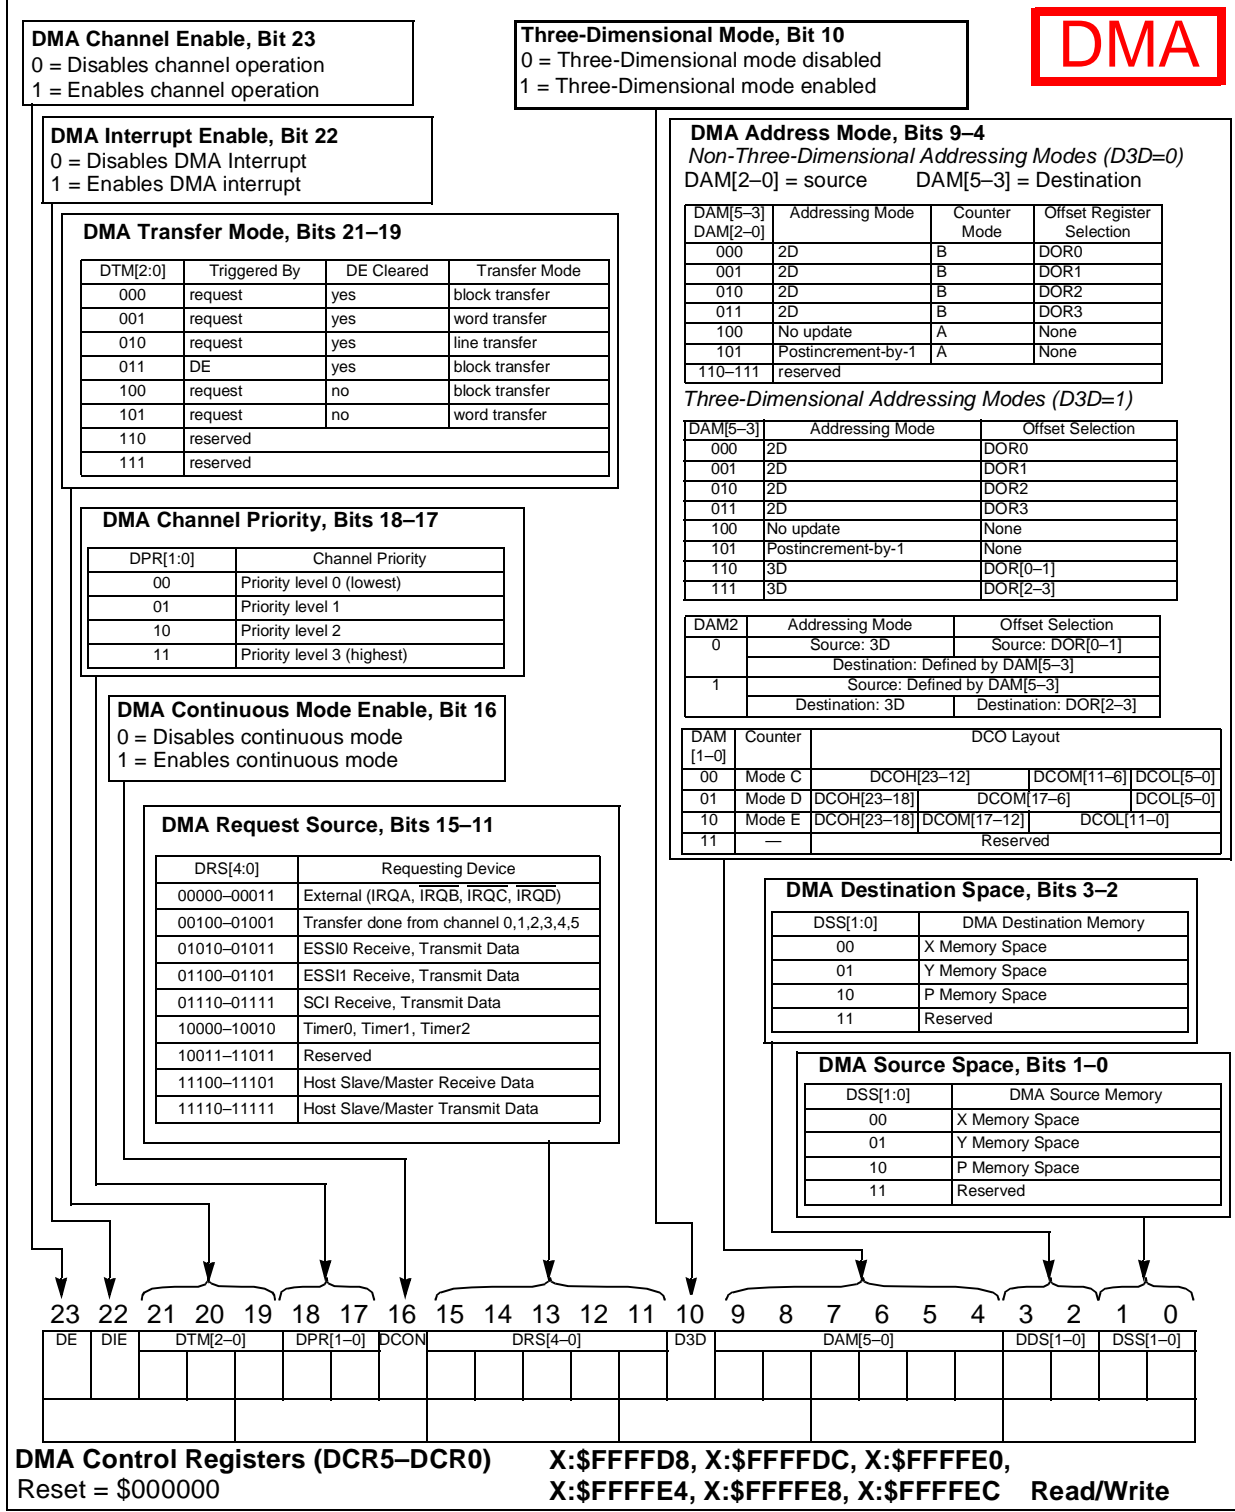 DMA
DMA Channel Enable, Bit 23
0 = Disables channel operation
1 = Enables channel operation
Three-Dimensional Mode, Bit 10
0 = Three-Dimensional mode disabled
1 = Three-Dimensional mode enabled
DMA Interrupt Enable, Bit 22
0 = Disables DMA Interrupt
1 = Enables DMA interrupt
DMA Transfer Mode, Bits 21–19
DTM[2:0] Triggered By DE Cleared Transfer Mode
000 request yes block transfer
001 request yes word transfer
010 request yes line transfer
011 DE yes block transfer
100 request no block transfer
101 request no word transfer
110 reserved
111 reserved
DMA Channel Priority, Bits 18–17
DPR[1:0] Channel Priority
00 Priority level 0 (lowest)
01 Priority level 1
10 Priority level 2
11 Priority level 3 (highest)
DMA Continuous Mode Enable, Bit 16
0 = Disables continuous mode
1 = Enables continuous mode
DMA Request Source, Bits 15–11
DRS[4:0] Requesting Device
00000–00011 External (IRQA, IRQB, IRQC, IRQD)
00100–01001 Transfer done from channel 0,1,2,3,4,5
01010–01011 ESSI0 Receive, Transmit Data
01100–01101 ESSI1 Receive, Transmit Data
01110–01111 SCI Receive, Transmit Data
10000–10010 Timer0, Timer1, Timer2
10011–11011 Reserved
11100–11101 Host Slave/Master Receive Data
11110–11111 Host Slave/Master Transmit Data
DMA Address Mode, Bits 9–4
Non-Three-Dimensional Addressing Modes (D3D=0)
DAM[2–0] = source DAM[5–3] = Destination
DAM[5–3] Addressing Mode Counter Offset Register
DAM[2–0] Mode Selection
000 2D B DOR0
001 2D B DOR1
010 2D B DOR2
011 2D B DOR3
100 No update A None
101 Postincrement-by-1 A None
110–111 reserved
Three-Dimensional Addressing Modes (D3D=1)
DAM[5–3] Addressing Mode Offset Selection
000 2D DOR0
001 2D DOR1
010 2D DOR2
011 2D DOR3
100 No update None
101 Postincrement-by-1 None
110 3D DOR[0–1]
111 3D DOR[2–3]
DAM2 Addressing Mode Offset Selection
0 Source: 3D Source: DOR[0–1]
Destination: Defined by DAM[5–3]
1 Source: Defined by DAM[5–3]
Destination: 3D Destination: DOR[2–3]
DAM Counter DCO Layout
[1–0]
00 Mode C DCOH[23–12] DCOM[11–6] DCOL[5–0]
01 Mode D DCOH[23–18] DCOM[17–6] DCOL[5–0]
10 Mode E DCOH[23–18] DCOM[17–12] DCOL[11–0]
11 — Reserved
DMA Destination Space, Bits 3–2
DSS[1:0] DMA Destination Memory
00 X Memory Space
01 Y Memory Space
10 P Memory Space
11 Reserved
DMA Source Space, Bits 1–0
DSS[1:0] DMA Source Memory
00 X Memory Space
01 Y Memory Space
10 P Memory Space
11 Reserved
23 22 21 20 19 18 17 16 15 14 13 12 11 10 9 8 7 6 5 4 3 2 1 0
DE DIE DTM[2–0] DPR[1–0] DCON DRS[4–0] D3D DAM[5–0] DDS[1–0] DSS[1–0]
DMA Control Registers (DCR5–DCR0) X:$FFFFD8, X:$FFFFDC, X:$FFFFE0,
Reset = $000000 X:$FFFFE4, X:$FFFFE8, X:$FFFFEC Read/Write